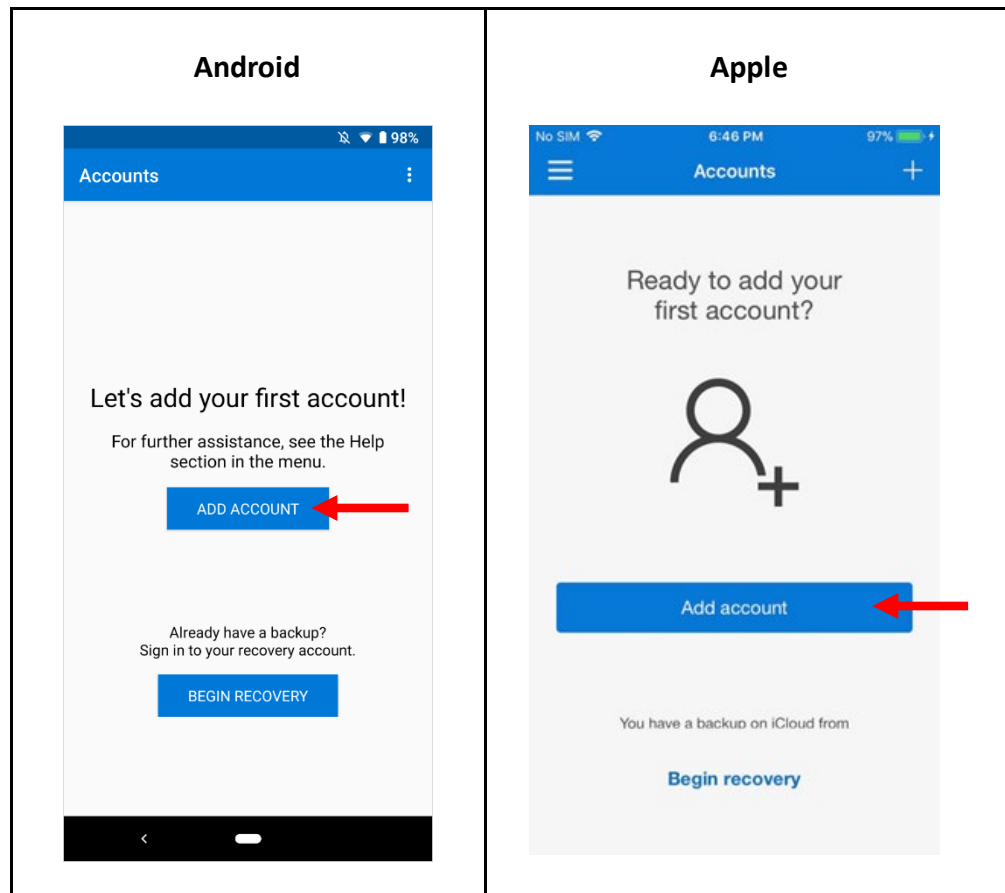 Android
98%
Accounts
Let's add your first account!
For further assistance, see the Help
section in the menu.
ADD ACCOUNT
Already have a backup?
Sign in to your recovery account.
BEGIN RECOVERY
Apple
No SIM 6:46 PM 97%
Accounts
Ready to add your
first account?
Add account
You have a backup on iCloud from
Begin recovery